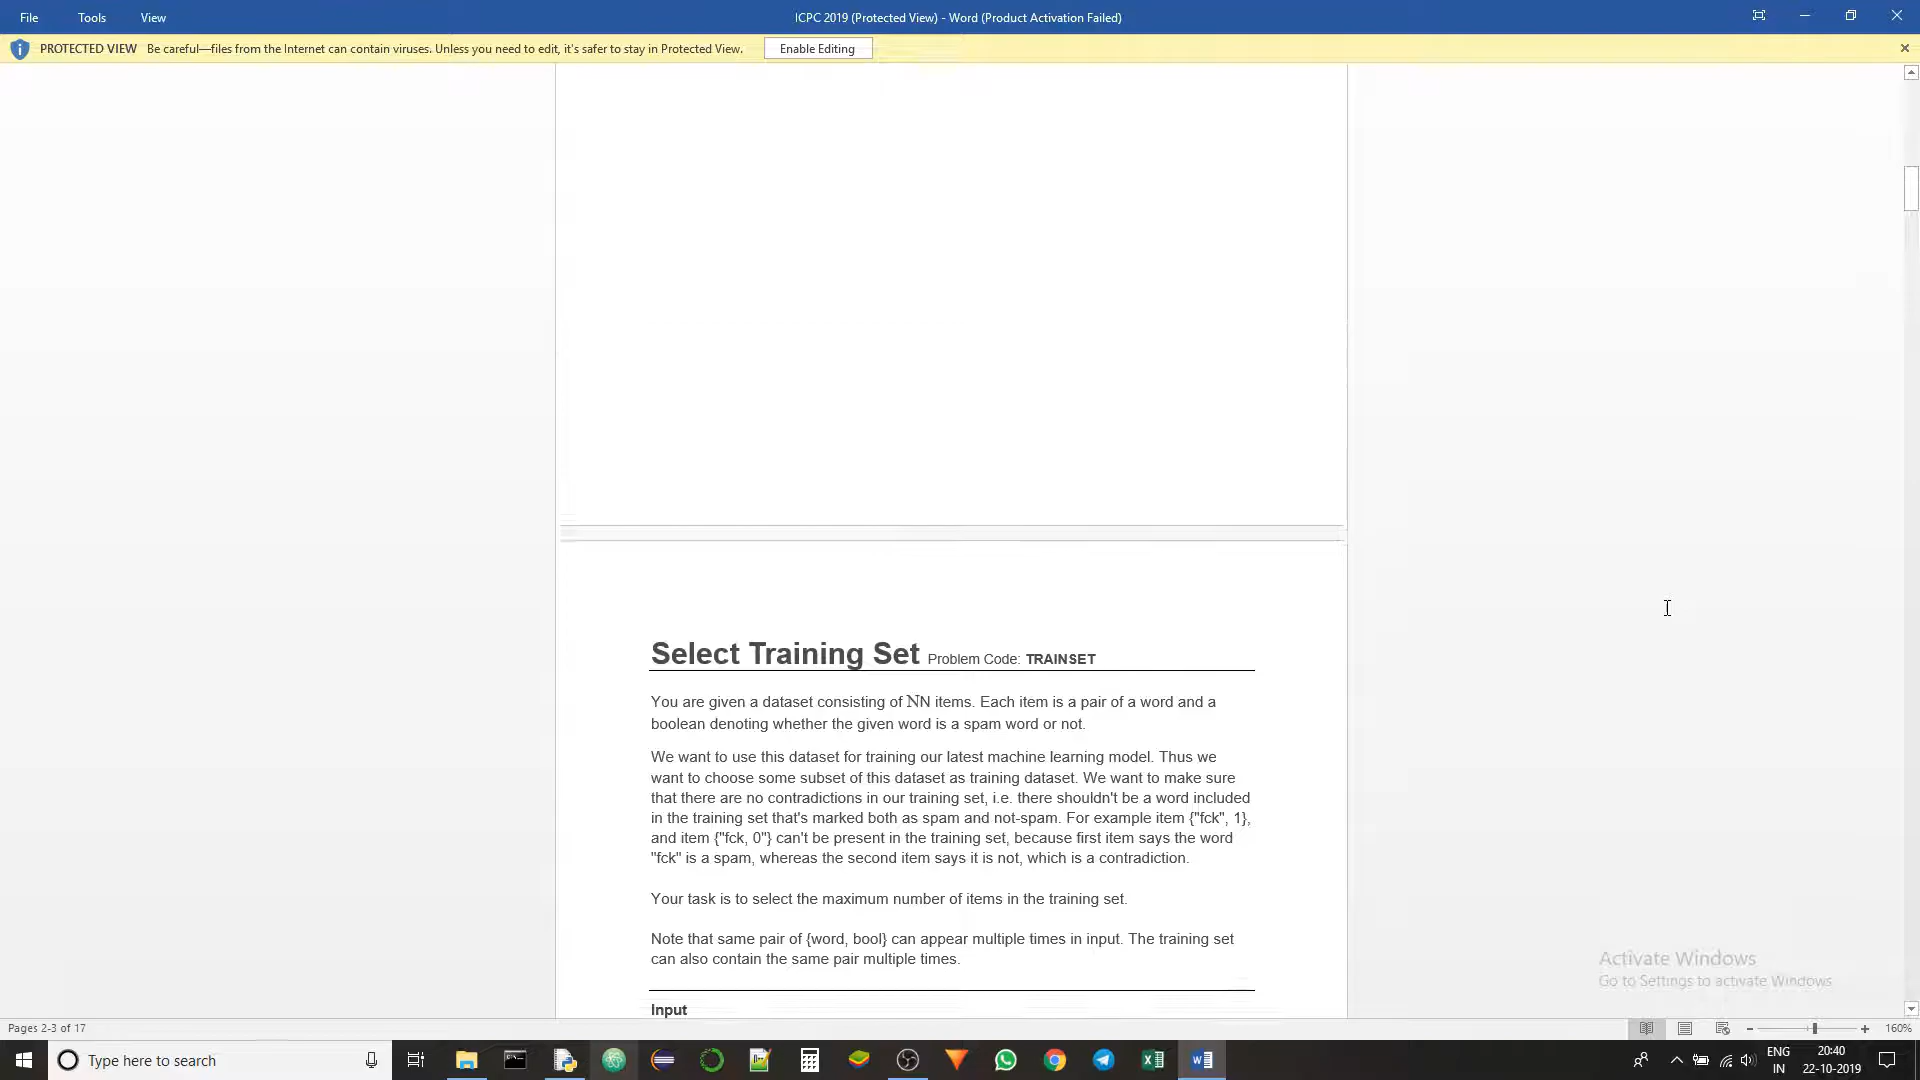 File Tools View
ICPC 2019 (Protected View) - Word (Product Activation Failed)
PROTECTED VIEW Be careful—files from the Internet can contain viruses. Unless you need to edit, it's safer to stay in Protected View. Enable Editing
Select Training Set Problem Code: TRAINSET
You are given a dataset consisting of NN items. Each item is a pair of a word and a
boolean denoting whether the given word is a spam word or not.
We want to use this dataset for training our latest machine learning model. Thus we
want to choose some subset of this dataset as training dataset. We want to make sure
that there are no contradictions in our training set, i.e. there shouldn't be a word included
in the training set that's marked both as spam and not-spam. For example item {"fck", 1},
and item {"fck, 0"} can't be present in the training set, because first item says the word
"fck" is a spam, whereas the second item says it is not, which is a contradiction.
Your task is to select the maximum number of items in the training set.
Note that same pair of {word, bool} can appear multiple times in input. The training set
can also contain the same pair multiple times.
Input
Activate Windows
Go to Settings to activate Windows
Pages 2-3 of 17
160%
Type here to search
ENG
IN
20:40
22-10-2019